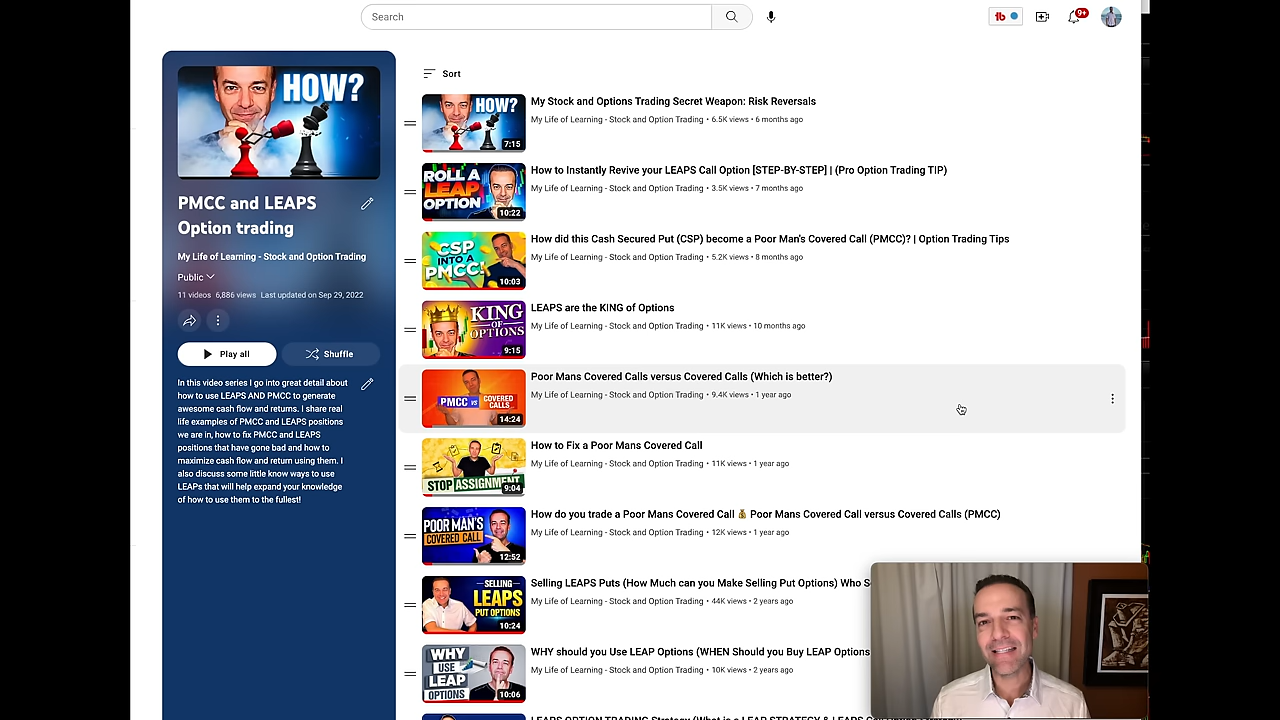 Search
tb
9+
HOW?
PMCC and LEAPS
Option trading
My Life of Learning - Stock and Option Trading
Public
11 videos 6,886 views Last updated on Sep 29, 2022
Play all
Shuffle
In this video series I go into great detail about
how to use LEAPS AND PMCC to generate
awesome cash flow and returns. I share real
life examples of PMCC and LEAPS positions
we are in, how to fix PMCC and LEAPS
positions that have gone bad and how to
maximize cash flow and return using them. I
also discuss some little know ways to use
LEAPs that will help expand your knowledge
of how to use them to the fullest!
Sort
HOW?
7:15
My Stock and Options Trading Secret Weapon: Risk Reversals
My Life of Learning - Stock and Option Trading • 6.5K views • 6 months ago
ROLL A
LEAP
OPTION
10:22
How to Instantly Revive your LEAPS Call Option [STEP-BY-STEP] | (Pro Option Trading TIP)
My Life of Learning - Stock and Option Trading • 3.5K views • 7 months ago
CSP
INTO A
PMCC!
10:03
How did this Cash Secured Put (CSP) become a Poor Man's Covered Call (PMCC)? | Option Trading Tips
My Life of Learning - Stock and Option Trading • 5.2K views • 8 months ago
KING
OF
OPTIONS
9:15
LEAPS are the KING of Options
My Life of Learning - Stock and Option Trading • 11K views • 10 months ago
PMCC VS COVERED
CALLS
14:24
Poor Mans Covered Calls versus Covered Calls (Which is better?)
My Life of Learning - Stock and Option Trading • 9.4K views • 1 year ago
STOP ASSIGNMENT
9:04
How to Fix a Poor Mans Covered Call
My Life of Learning - Stock and Option Trading • 11K views • 1 year ago
POOR MAN'S
COVERED CALL
12:52
How do you trade a Poor Mans Covered Call 💰 Poor Mans Covered Call versus Covered Calls (PMCC)
My Life of Learning - Stock and Option Trading • 12K views • 1 year ago
SELLING
LEAPS
PUT OPTIONS
10:24
Selling LEAPS Puts (How Much can you Make Selling Put Options) Who S
My Life of Learning - Stock and Option Trading • 44K views • 2 years ago
WHY
USE
LEAP
OPTIONS
10:06
WHY should you Use LEAP Options (WHEN Should you Buy LEAP Options
My Life of Learning - Stock and Option Trading • 10K views • 2 years ago